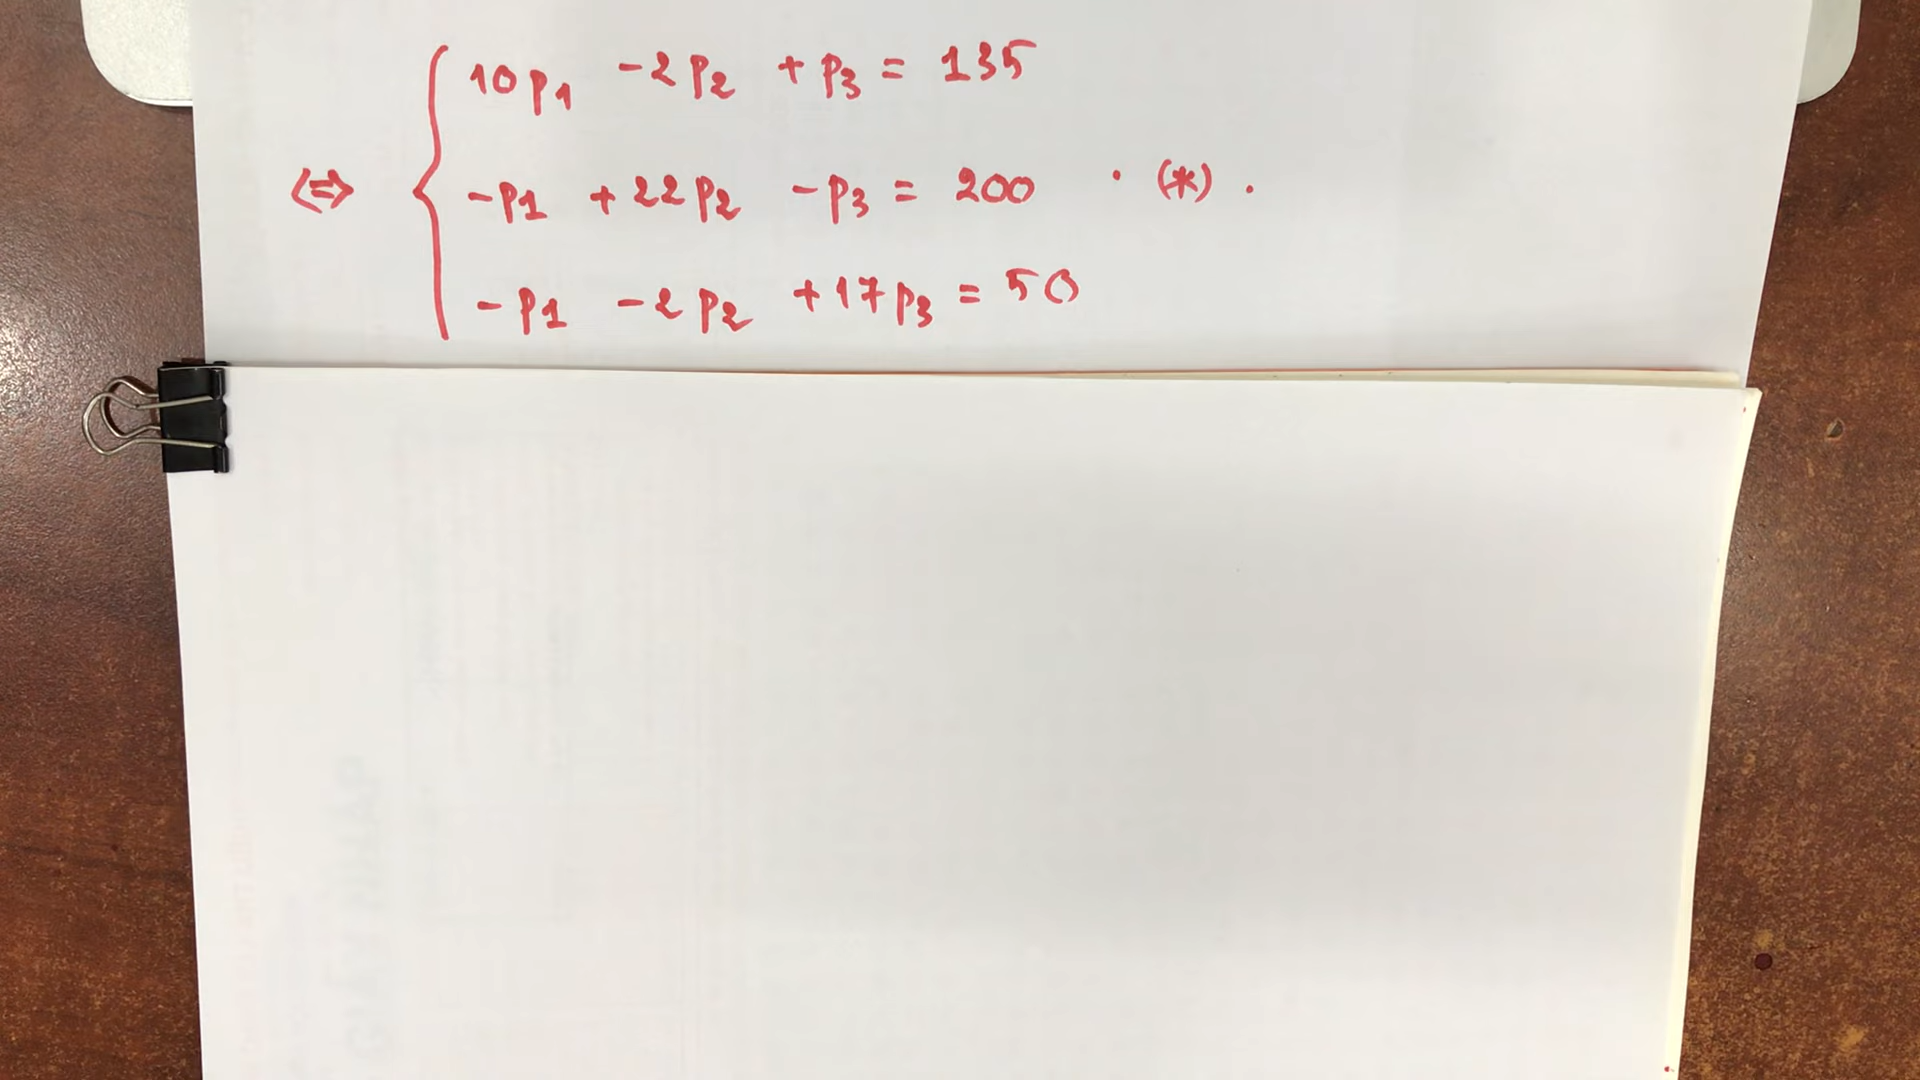 10p1 -2p2 +p3 = 135
<=> { -p1 +22p2 -p3 = 200 . (*) .
-p1 -2p2 +17p3 = 50